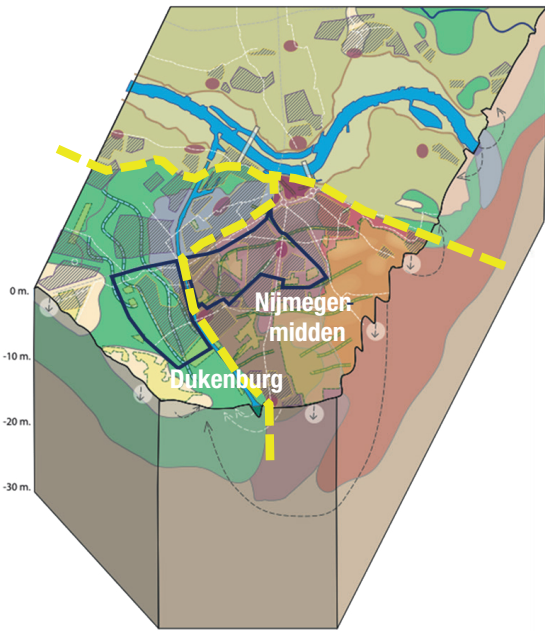 0 m.
Nijmegen
midden
-10 m.
Dukenburg
-20 m.
-30 m.